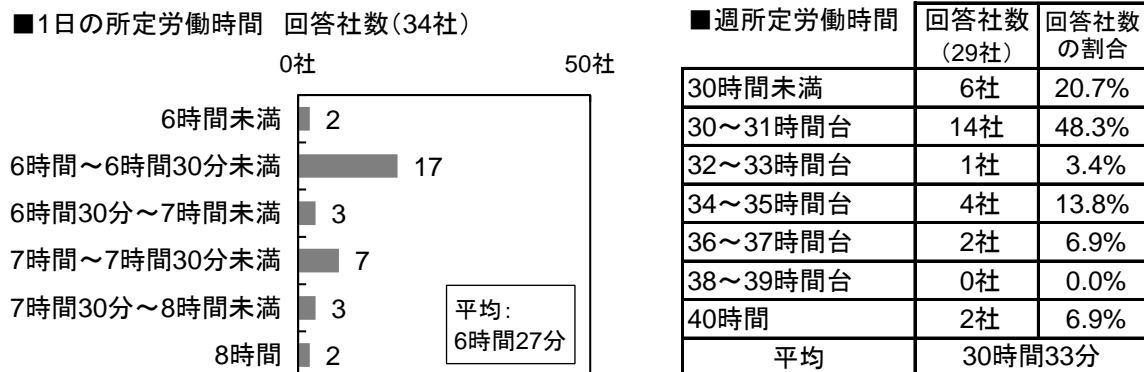 ■1日の所定労働時間 回答社数(34社)
0社 50社
6時間未満 2
6時間～6時間30分未満 17
6時間30分～7時間未満 3
7時間～7時間30分未満 7
7時間30分～8時間未満 3
8時間 2
平均:
6時間27分
■週所定労働時間 回答社数 回答社数
(29社) の割合
30時間未満 6社 20.7%
30～31時間台 14社 48.3%
32～33時間台 1社 3.4%
34～35時間台 4社 13.8%
36～37時間台 2社 6.9%
38～39時間台 0社 0.0%
40時間 2社 6.9%
平均 30時間33分